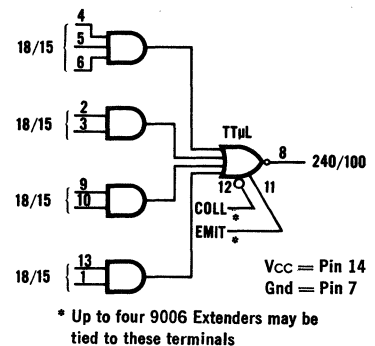 4
18/15 5
6
2
18/15 3
TTμL
8
240/100
9
18/15 10
12
11
COLL *
EMIT *
13
18/15 1
VCC = Pin 14
Gnd = Pin 7
* Up to four 9006 Extenders may be
tied to these terminals